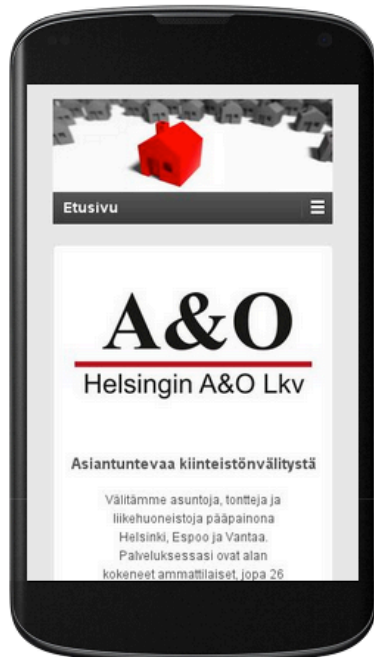 Etusivu
A&O
Helsingin A&O Lkv
Asiantuntevaa kiinteistönvälitystä
Välitämme asuntoja, tontteja ja
liikehuoneistoja pääpainona
Helsinki, Espoo ja Vantaa.
Palveluksessasi ovat alan
kokeneet ammattilaiset, jopa 26